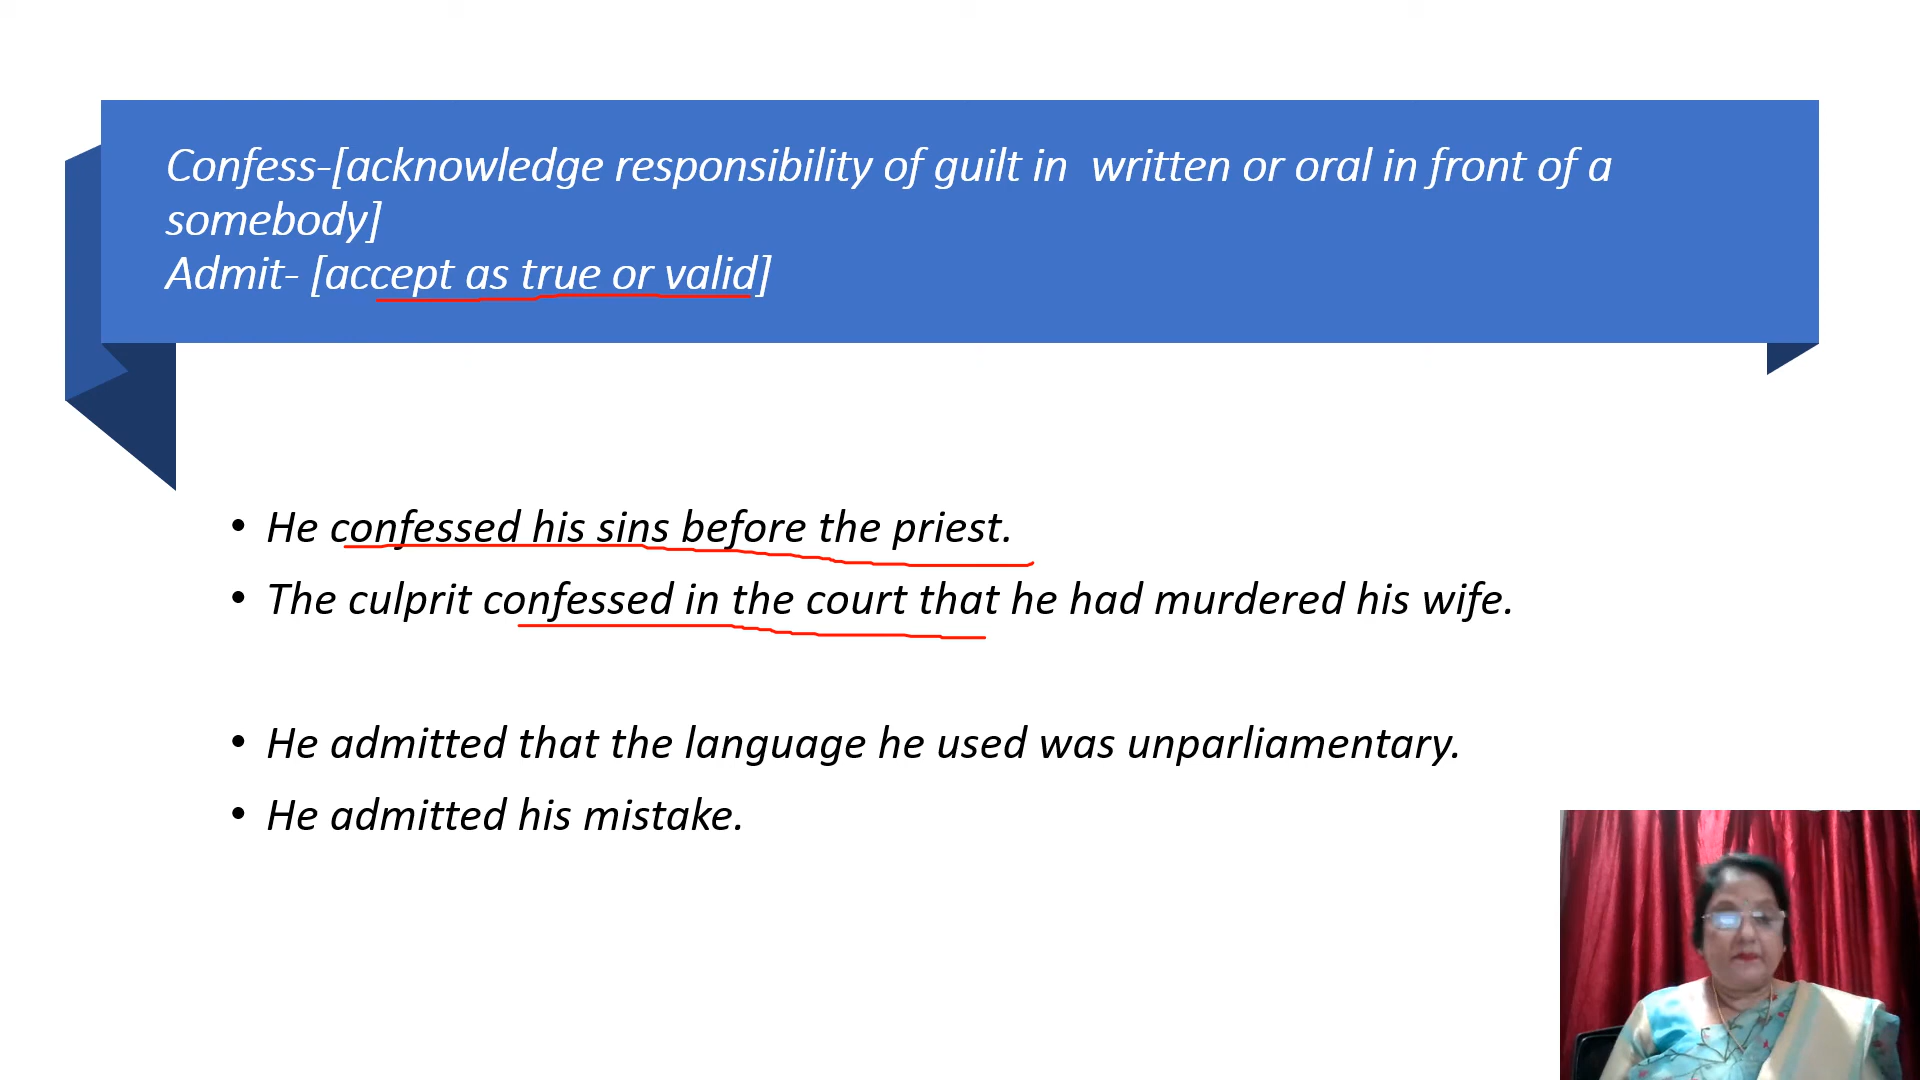 Confess-[acknowledge responsibility of guilt in  written or oral in front of a
somebody]
Admit- [accept as true or valid]
• He confessed his sins before the priest.
• The culprit confessed in the court that he had murdered his wife.
• He admitted that the language he used was unparliamentary.
• He admitted his mistake.